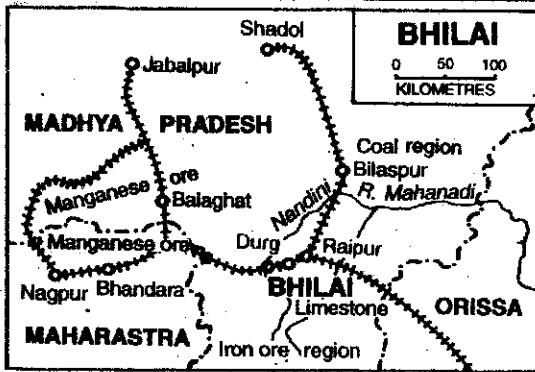 BHILAI
0 50 100
KILOMETRES
Shadol
Jabalpur
MADHYA PRADESH
Coal region
Bilaspur
Manganese ore
Balaghat
Nandini
R. Mahanadi
Manganese ore
Durg
Raipur
Nagpur
Bhandara
BHILAI
Limestone
ORISSA
MAHARASTRA
Iron ore region